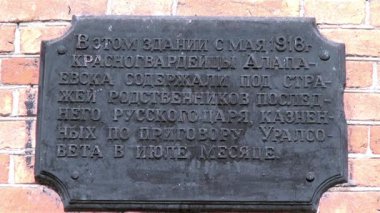 В этом здании с мая 1918 г.
красногвардейцы Алапа-
евска содержали под стра-
жей родственников послед-
него русского царя, казнен-
ных по приговору Уралсо-
вета в июле месяце.